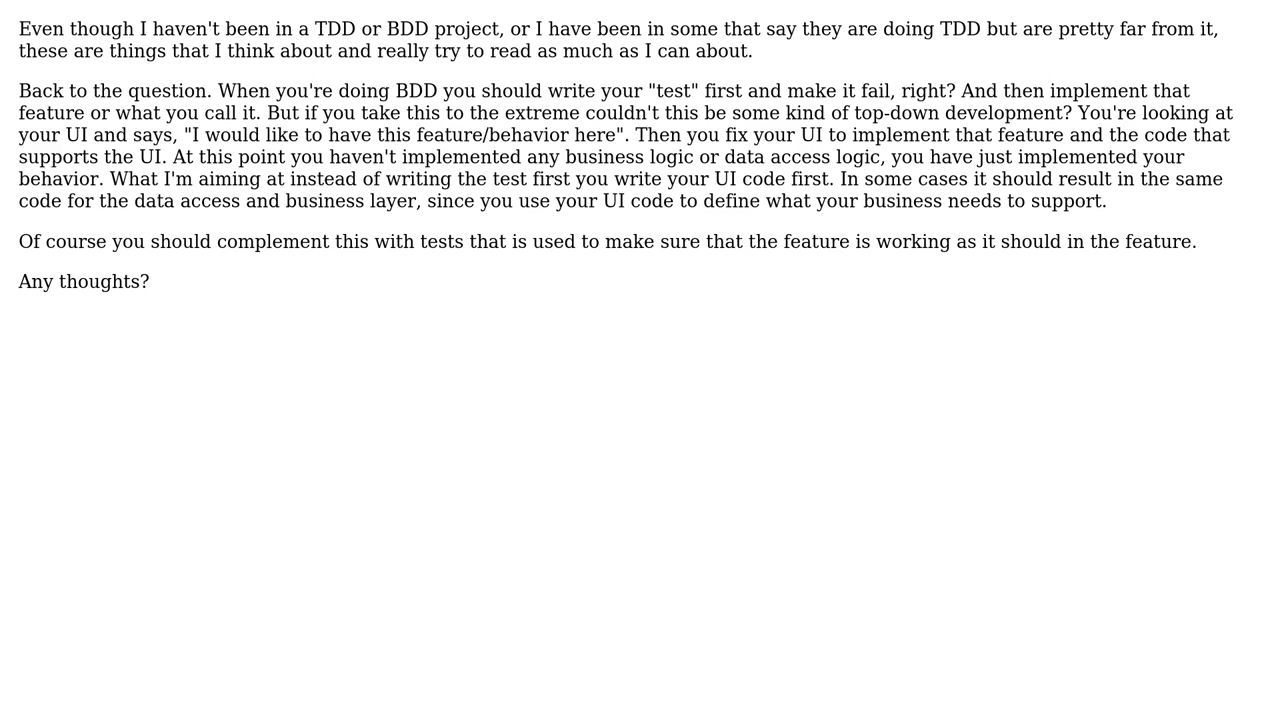 Even though I haven't been in a TDD or BDD project, or I have been in some that say they are doing TDD but are pretty far from it,
these are things that I think about and really try to read as much as I can about.
Back to the question. When you're doing BDD you should write your "test" first and make it fail, right? And then implement that
feature or what you call it. But if you take this to the extreme couldn't this be some kind of top-down development? You're looking at
your UI and says, "I would like to have this feature/behavior here". Then you fix your UI to implement that feature and the code that
supports the UI. At this point you haven't implemented any business logic or data access logic, you have just implemented your
behavior. What I'm aiming at instead of writing the test first you write your UI code first. In some cases it should result in the same
code for the data access and business layer, since you use your UI code to define what your business needs to support.
Of course you should complement this with tests that is used to make sure that the feature is working as it should in the feature.
Any thoughts?